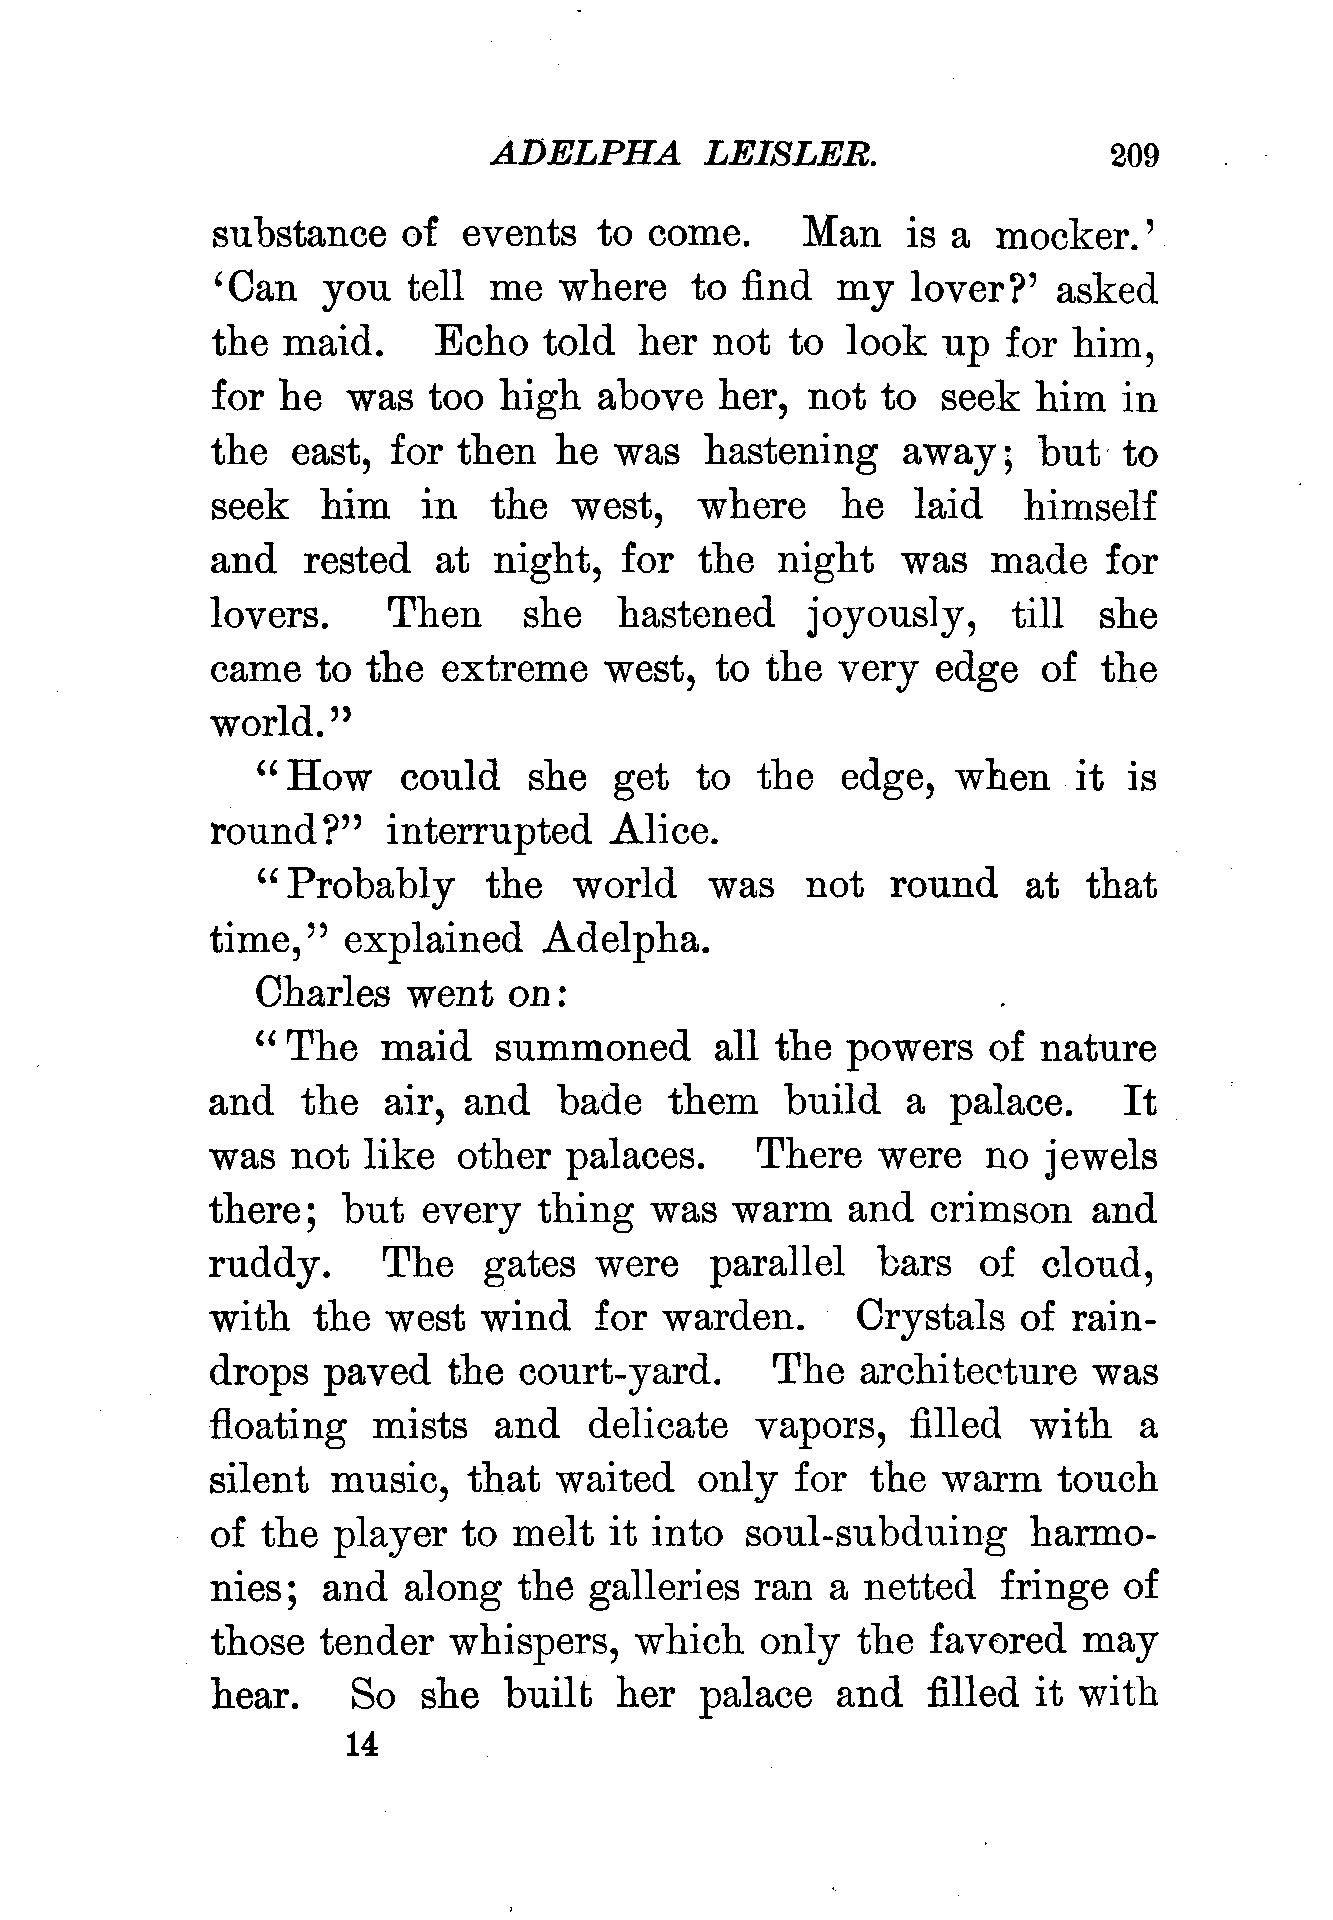 ADELPHA LEISLER. 209
substance of events to come. Man is a mocker.'
'Can you tell me where to find my lover?' asked
the maid. Echo told her not to look up for him,
for he was too high above her, not to seek him in
the east, for then he was hastening away; but to
seek him in the west, where he laid himself
and rested at night, for the night was made for
lovers. Then she hastened joyously, till she
came to the extreme west, to the very edge of the
world."
"How could she get to the edge, when it is
round?" interrupted Alice.
"Probably the world was not round at that
time," explained Adelpha.
Charles went on:
"The maid summoned all the powers of nature
and the air, and bade them build a palace. It
was not like other palaces. There were no jewels
there; but every thing was warm and crimson and
ruddy. The gates were parallel bars of cloud,
with the west wind for warden. Crystals of rain-
drops paved the court-yard. The architecture was
floating mists and delicate vapors, filled with a
silent music, that waited only for the warm touch
of the player to melt it into soul-subduing harmo-
nies; and along the galleries ran a netted fringe of
those tender whispers, which only the favored may
hear. So she built her palace and filled it with
14